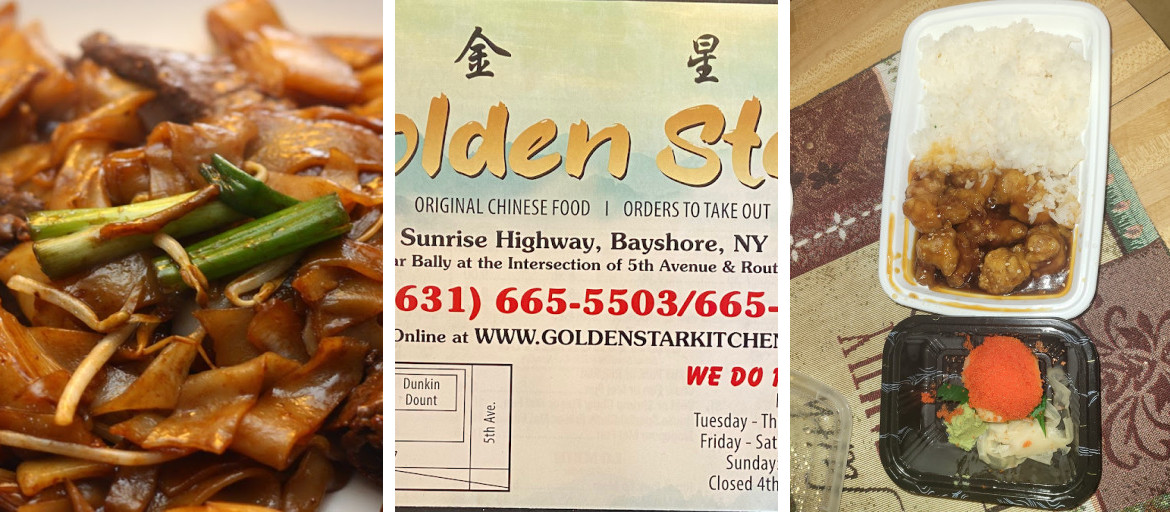 金 星
olden Sta
ORIGINAL CHINESE FOOD | ORDERS TO TAKE OUT
Sunrise Highway, Bayshore, NY
ar Bally at the Intersection of 5th Avenue & Rout
631) 665-5503/665-
Online at WWW.GOLDENSTARKITCHEN
WE DO
Dunkin
Dount
5th Ave.
Tuesday - Th
Friday - Sat
Sunday
Closed 4th